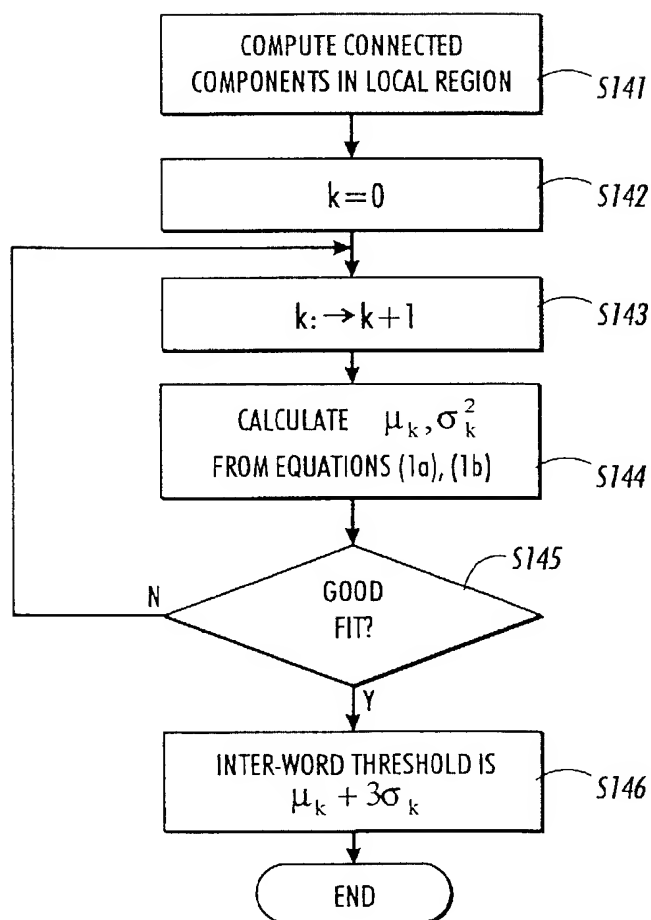 COMPUTE CONNECTED
COMPONENTS IN LOCAL REGION
S141
k=0
S142
k:→k+1
S143
CALCULATE μₖ,σₖ²
FROM EQUATIONS (1a), (1b)
S144
S145
GOOD
FIT?
N
Y
INTER-WORD THRESHOLD IS
μₖ + 3σₖ
S146
END